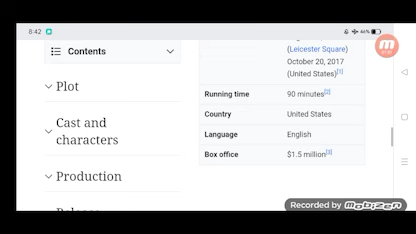 8:42
46%
Contents
(Leicester Square)
October 20, 2017
(United States)[1]
Plot
Running time 90 minutes[2]
Country United States
Cast and
characters
Language English
Box office $1.5 million[3]
Production
Recorded by
mobizen